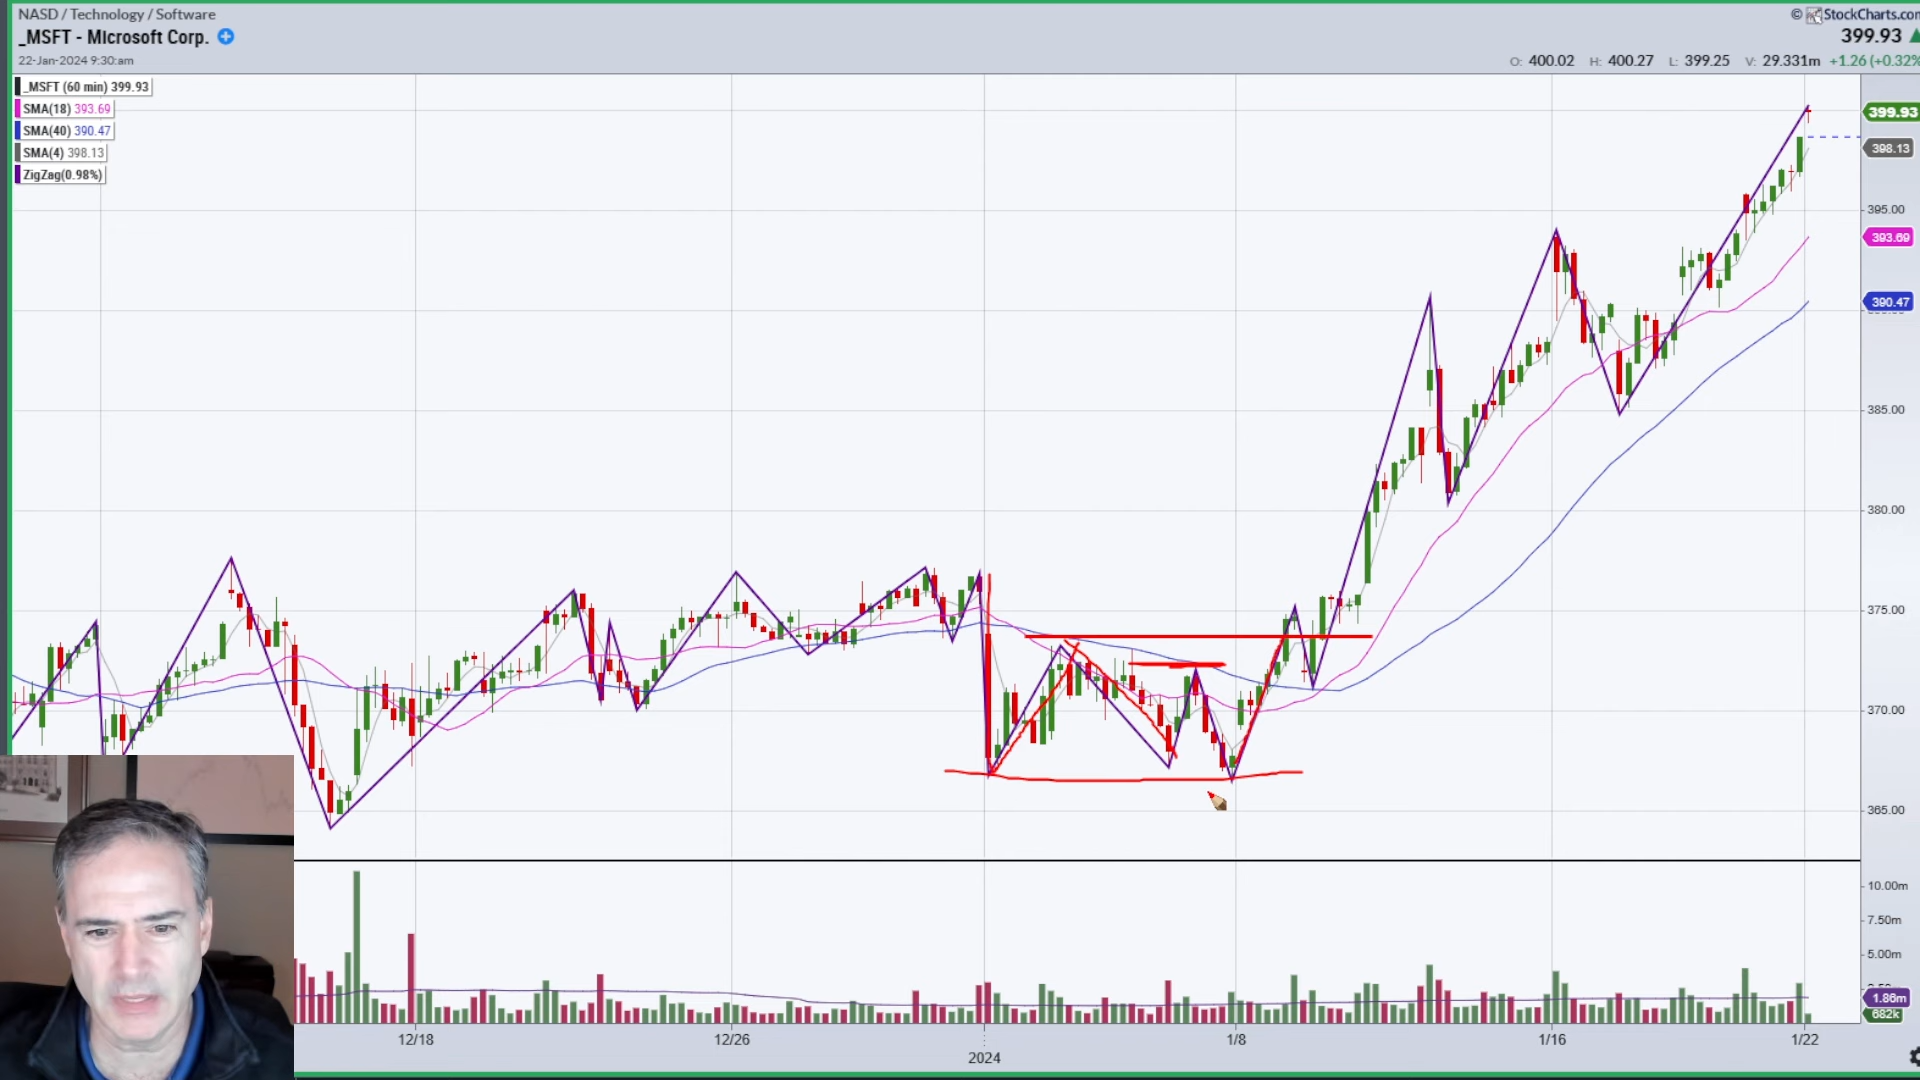 NASD / Technology / Software
© StockCharts.com
_MSFT - Microsoft Corp.
399.93
22-Jan-2024 9:30:am
O: 400.02 H: 400.27 L: 399.25 V: 29.331m +1.26 (+0.32%
_MSFT (60 min) 399.93
SMA(18) 393.69
SMA(40) 390.47
SMA(4) 398.13
ZigZag(0.98%)
399.93
398.13
395.00
393.69
390.47
385.00
380.00
375.00
370.00
365.00
10.00m
7.50m
5.00m
1.86m
682k
12/18 12/26 1/8 1/16 1/22
2024